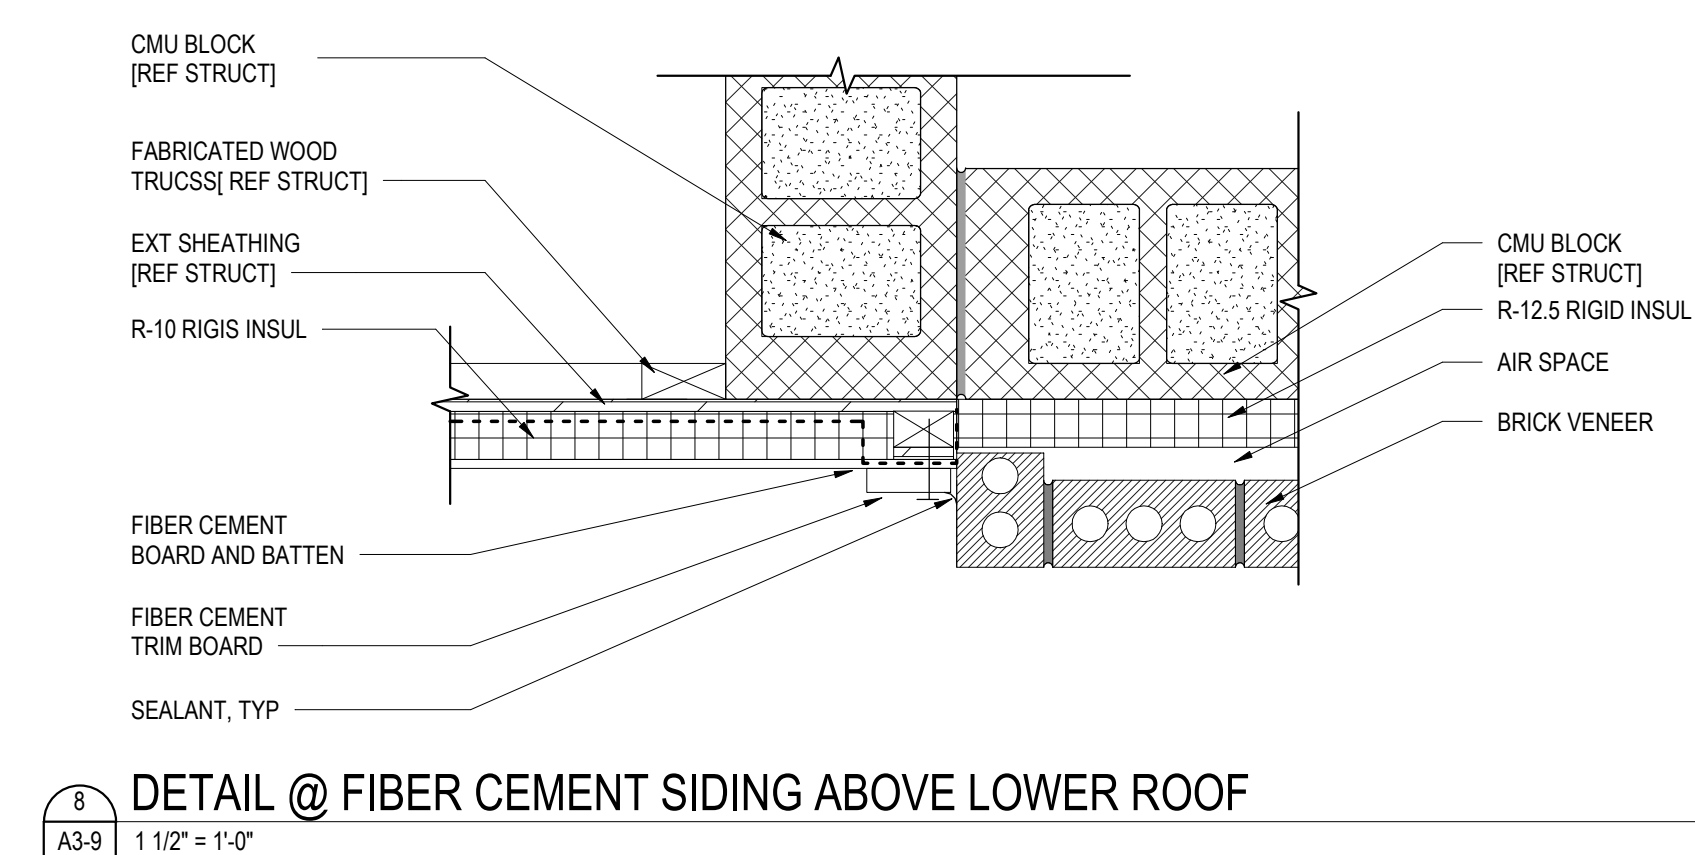 CMU BLOCK
[REF STRUCT]
FABRICATED WOOD
TRUCSS[ REF STRUCT]
EXT SHEATHING
[REF STRUCT]
R-10 RIGIS INSUL
FIBER CEMENT
BOARD AND BATTEN
FIBER CEMENT
TRIM BOARD
SEALANT, TYP
CMU BLOCK
[REF STRUCT]
R-12.5 RIGID INSUL
AIR SPACE
BRICK VENEER
8
DETAIL @ FIBER CEMENT SIDING ABOVE LOWER ROOF
A3-9
1 1/2" = 1'-0"